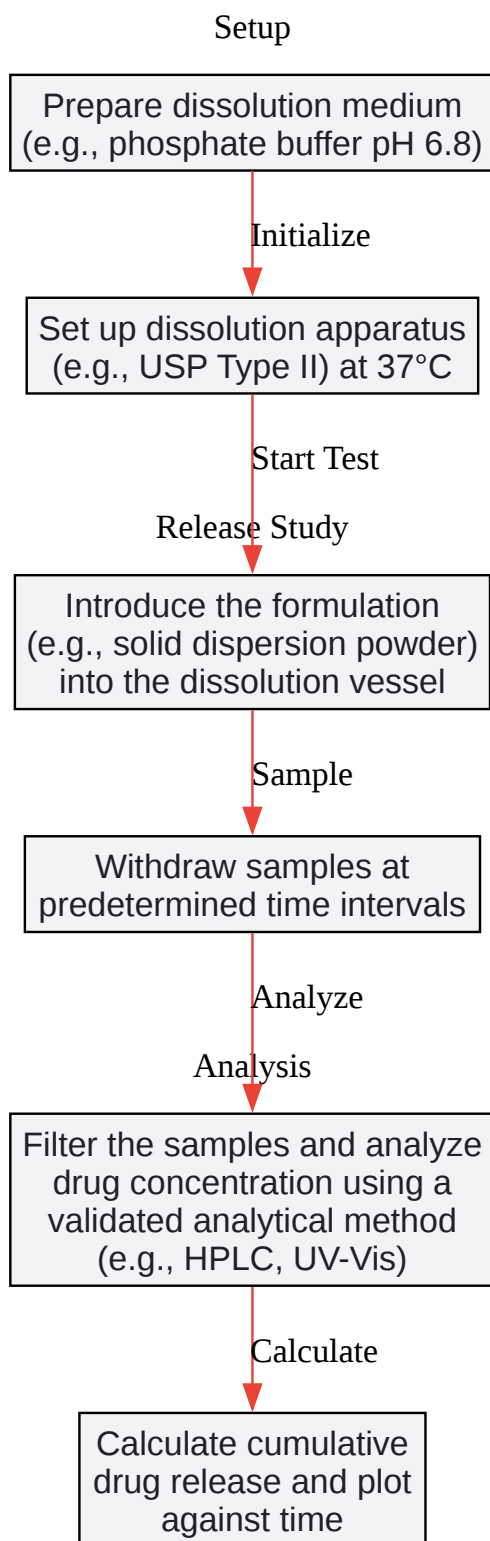 Setup
Prepare dissolution medium
(e.g., phosphate buffer pH 6.8)
Initialize
Set up dissolution apparatus
(e.g., USP Type II) at 37°C
Start Test
Release Study
Introduce the formulation
(e.g., solid dispersion powder)
into the dissolution vessel
Sample
Withdraw samples at
predetermined time intervals
Analyze
Analysis
Filter the samples and analyze
drug concentration using a
validated analytical method
(e.g., HPLC, UV-Vis)
Calculate
Calculate cumulative
drug release and plot
against time